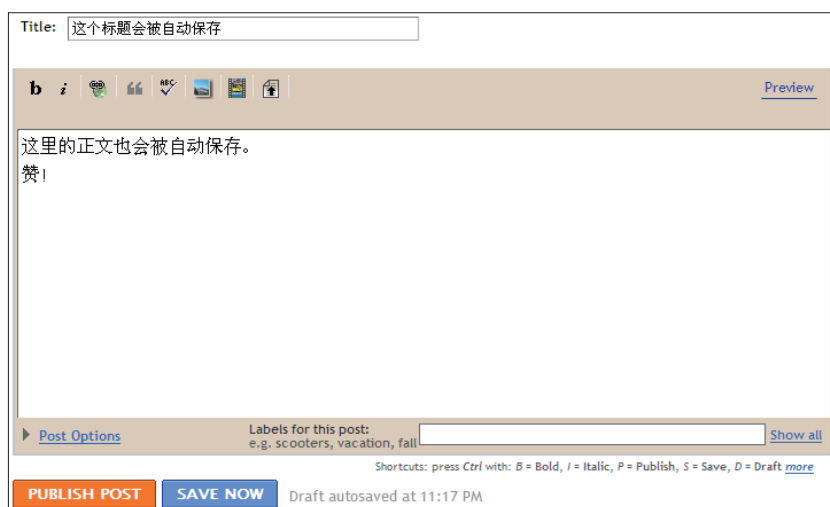 Title: 这个标题会被自动保存
b i ABC Preview
这里的正文也会被自动保存。
赞!
Post Options
Labels for this post:
e.g. scooters, vacation, fall
Show all
Shortcuts: press Ctrl with: B = Bold, I = Italic, P = Publish, S = Save, D = Draft more
PUBLISH POST SAVE NOW Draft autosaved at 11:17 PM